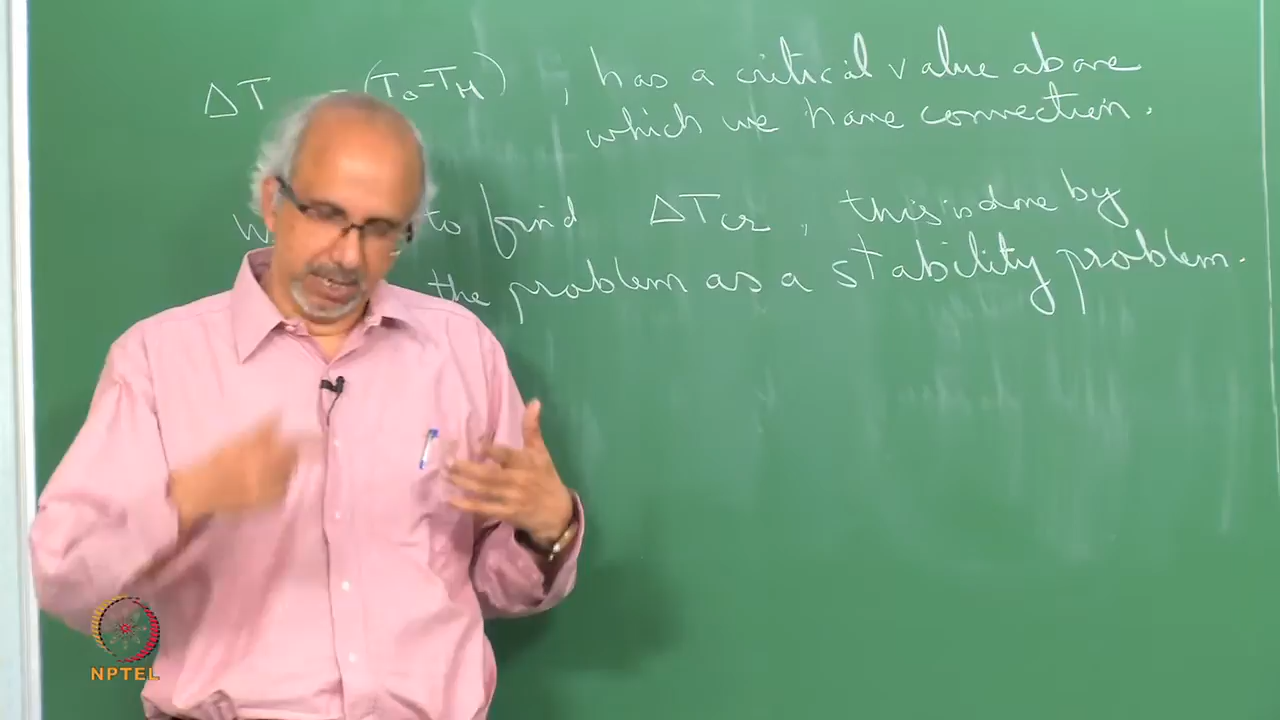 ΔT = (T₀-T_H) , has a critical value above
which we have convection.
to find ΔT_cr , this is done by
the problem as a stability problem.
NPTEL